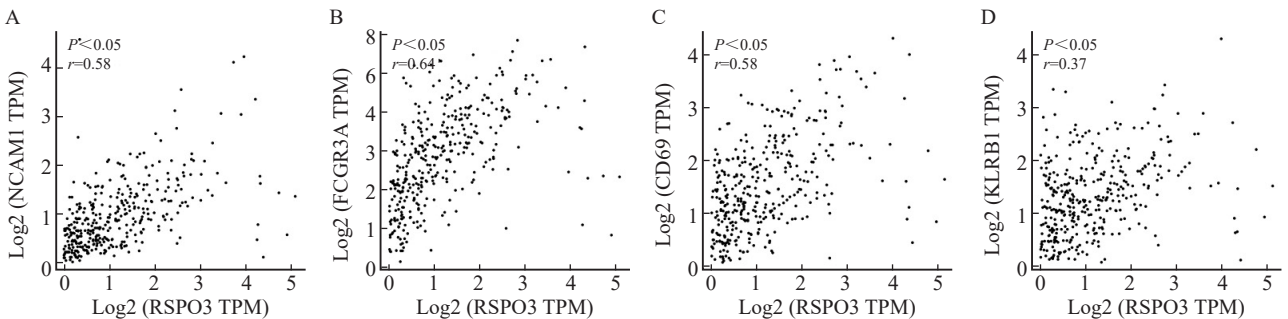 A
P<0.05
r=0.58
Log2 (NCAM1 TPM)
4
3
2
1
0
0 1 2 3 4 5
Log2 (RSPO3 TPM)
B
P<0.05
r=0.64
Log2 (FCGR3A TPM)
8
6
4
3
2
1
0
0 1 2 3 4 5
Log2 (RSPO3 TPM)
C
P<0.05
r=0.58
Log2 (CD69 TPM)
4
3
2
1
0
0 1 2 3 4 5
Log2 (RSPO3 TPM)
D
P<0.05
r=0.37
Log2 (KLRB1 TPM)
4
3
2
1
0
0 1 2 3 4 5
Log2 (RSPO3 TPM)